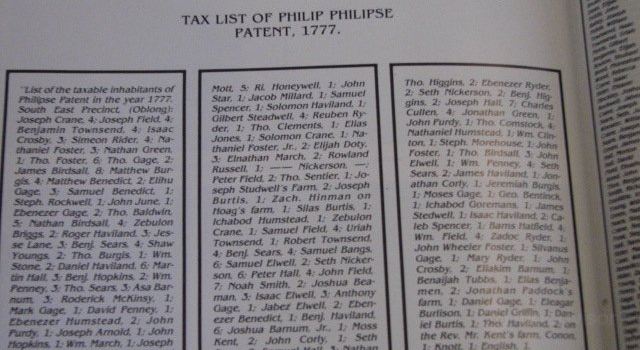 TAX LIST OF PHILIP PHILIPSE
PATENT, 1777.
"List of the taxable inhabitants of
Philipse Patent in the year 1777.
South East Precinct, (Oblong):
Joseph Crane, 4; Joseph Field, 4;
Benjamin Townsend, 4; Isaac
Crosby, 3; Simeon Rider, 4; Na-
thaniel Foster, 3; Nathan Green,
1; Tho. Foster, 6; Tho. Gage, 2;
James Birdsall, 8; Matthew Bur-
gis, 4; Matthew Benedict, 2; Elihu
Gage, 3; Samuel Benedict, 1;
Steph. Rockwell, 1; John June, 1;
Ebenezer Gage, 2; Tho. Baldwin,
5; Nathan Birdsall, 4; Zebulon
Briggs, 2; Roger Haviland, 3; Jes-
se Lane, 3; Benj. Sears, 4; Shaw
Youngs, 2; Tho. Burgis, 1; Wm.
Stone, 2; Daniel Haviland, 6; Mar-
tin Hall, 3; Benj. Hopkins, 2; Wm.
Penney, 3; Tho. Sears, 3; Asa Bar-
num, 3; Roderick McKinsy, 1;
Mark Gage, 1; David Penney, 1;
Ebenezer Humstead, 2; John
Purdy, 1; Joseph Arnold, 1; John
Hopkins, 1; Wm. March, 1; Joseph
Mott, 5; Ri. Honeywell, 1; John
Star, 1; Jacob Millard, 1; Samuel
Spencer, 1; Solomon Haviland, 1;
Gilbert Steadwell, 4; Reuben Ry-
der, 1; Tho. Clements, 1; Elias
Jones, 1; Solomon Crane, 1; Na-
thaniel Foster, Jr., 2; Elijah Doty,
3; Elnathan March, 2; Rowland
Russell, 1; —— Nickerson, —;
Peter Field, 2; Tho. Sentier, 1; Jo-
seph Studwell's Farm, 2; Joseph
Burtis, 1; Zach. Hinman on
Hoag's farm, 1; Silas Burtis, 1;
Ichabod Humstead, 1; Zebulon
Crane, 1; Samuel Field, 4; Uriah
Townsend, 1; Robert Townsend,
4; Benj. Sears, 4; Samuel Bangs,
6; Samuel Elwell, 2; Seth Nicker-
son, 6; Peter Hall, 4; John Field,
7; Noah Smith, 2; Joshua Bea-
man, 3; Isaac Elwell, 3; Anthony
Gage, 1; Jabez Elwell, 2; Eben-
ezer Benedict, 1; Benj. Haviland,
6; Joshua Barnum, Jr., 1; Moss
Kent, 2; John Corly, 1; Seth
Tho. Higgins, 2; Ebenezer Ryder,
2; Seth Nickerson, 2; Benj. Hig-
gins, 2; Joseph Hall, 7; Charles
Cullen, 4; Jonathan Green, 1;
John Purdy, 1; Tho. Comstock, 4;
Nathaniel Humstead, 1; Wm. Clin-
ton, 1; Steph. Morehouse, 1; John
Foster, 1; Tho. Birdsall, 3; John
Elwell, 1; Wm. Penney, 4; Seth
Sears, 2; James Haviland, 1; Jon-
athan Corly, 1; Jeremiah Burgis,
1; Moses Gage, 1; Geo. Bentinck,
1; Ichabod Goremans, 1; James
Stedwell, 1; Isaac Haviland, 2; Ca-
leb Spencer, 1; Barns Hatfield, 4;
Wm. Field, 4; Zadoc Ryder, 1;
John Wheeler Foster, 1; Silvanus
Gage, 1; Mary Ryder, 1; John
Crosby, 2; Eliakim Barnum, 1;
Benaijah Tubbs, 1; Elias Benja-
men, 2; Jonathan Paddock's
farm, 1; Daniel Gage, 1; Eleagar
Burlison, 1; Daniel Griffin, 1; Dan-
iel Burtis, 1; Tho. Haviland, 2; on
the Rev. Mr. Kent's farm, Conon,
1; Knott, 1; English, 1.